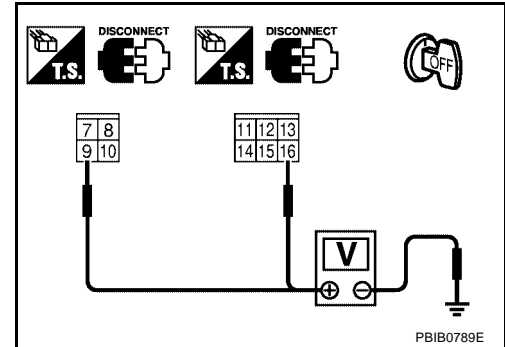 DISCONNECT DISCONNECT
T.S. T.S. OFF
7 8 11 12 13
9 10 14 15 16
V
PBIB0789E